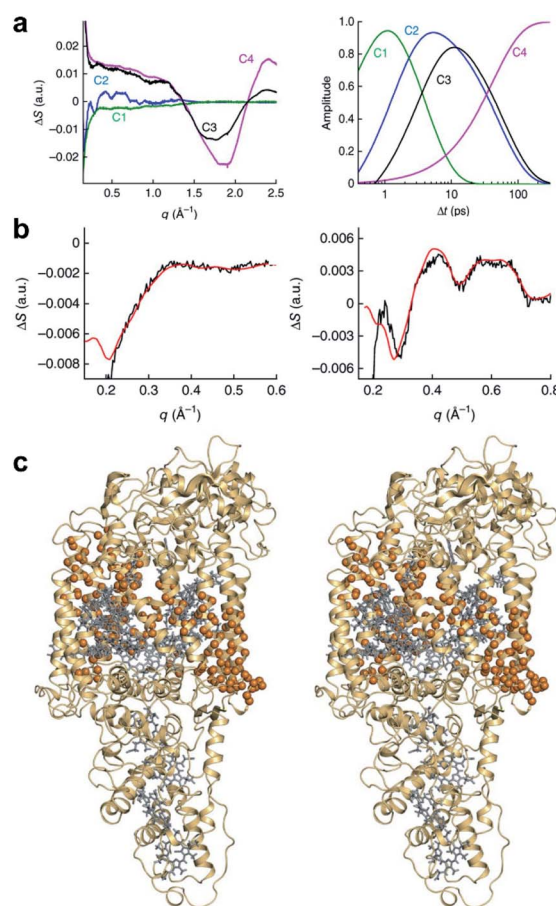 a
0.02
0.01
0
−0.01
−0.02
ΔS (a.u.)
C4
C2
C1
C3
0.5
1.0
1.5
2.0
2.5
q (Å⁻¹)
1.0
0.8
0.6
0.4
0.2
0
Amplitude
C1
C2
C4
C3
1
10
100
Δt (ps)
b
0
−0.002
−0.004
−0.006
−0.008
ΔS (a.u.)
0.2
0.3
0.4
0.5
0.6
q (Å⁻¹)
0.006
0.003
0
−0.003
−0.006
ΔS (a.u.)
0.2
0.4
0.6
0.8
q (Å⁻¹)
c